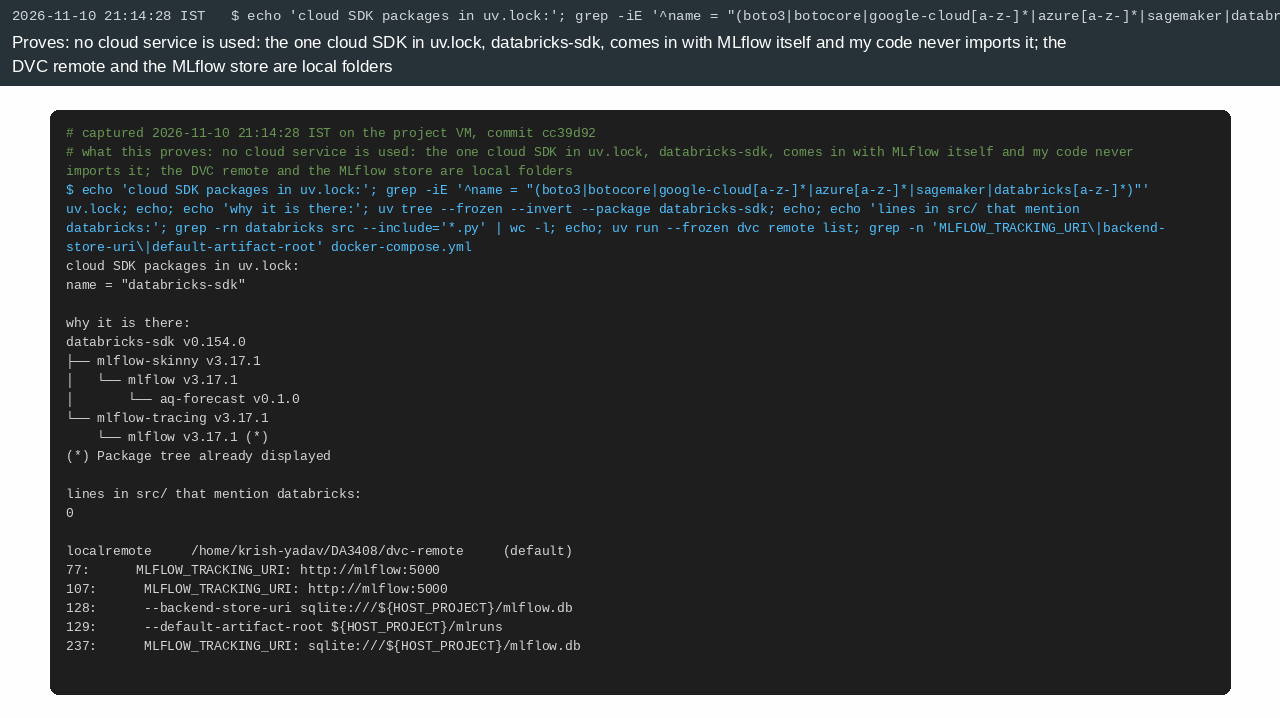 2026-11-10 21:14:28 IST   $ echo 'cloud SDK packages in uv.lock:'; grep -iE '^name = "(boto3|botocore|google-cloud[a-z-]*|azure[a-z-]*|sagemaker|databr
Proves: no cloud service is used: the one cloud SDK in uv.lock, databricks-sdk, comes in with MLflow itself and my code never imports it; the
DVC remote and the MLflow store are local folders
# captured 2026-11-10 21:14:28 IST on the project VM, commit cc39d92
# what this proves: no cloud service is used: the one cloud SDK in uv.lock, databricks-sdk, comes in with MLflow itself and my code never
imports it; the DVC remote and the MLflow store are local folders
$ echo 'cloud SDK packages in uv.lock:'; grep -iE '^name = "(boto3|botocore|google-cloud[a-z-]*|azure[a-z-]*|sagemaker|databricks[a-z-]*)"'
uv.lock; echo; echo 'why it is there:'; uv tree --frozen --invert --package databricks-sdk; echo; echo 'lines in src/ that mention
databricks:'; grep -rn databricks src --include='*.py' | wc -l; echo; uv run --frozen dvc remote list; grep -n 'MLFLOW_TRACKING_URI\|backend-
store-uri\|default-artifact-root' docker-compose.yml
cloud SDK packages in uv.lock:
name = "databricks-sdk"

why it is there:
databricks-sdk v0.154.0
├── mlflow-skinny v3.17.1
│   └── mlflow v3.17.1
│       └── aq-forecast v0.1.0
└── mlflow-tracing v3.17.1
    └── mlflow v3.17.1 (*)
(*) Package tree already displayed

lines in src/ that mention databricks:
0

localremote     /home/krish-yadav/DA3408/dvc-remote     (default)
77:      MLFLOW_TRACKING_URI: http://mlflow:5000
107:      MLFLOW_TRACKING_URI: http://mlflow:5000
128:      --backend-store-uri sqlite:///${HOST_PROJECT}/mlflow.db
129:      --default-artifact-root ${HOST_PROJECT}/mlruns
237:      MLFLOW_TRACKING_URI: sqlite:///${HOST_PROJECT}/mlflow.db